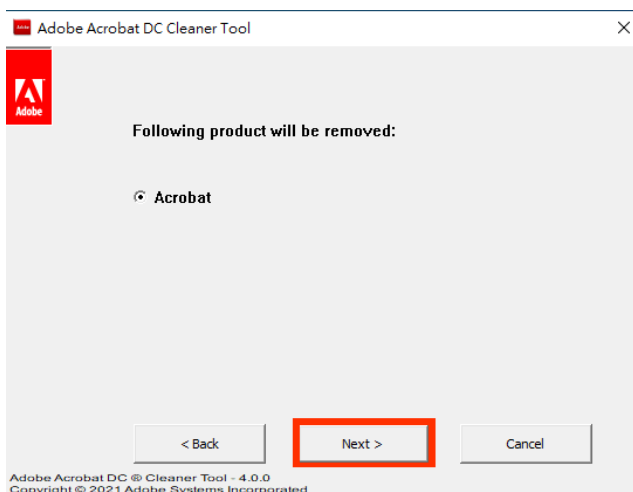 Adobe Acrobat DC Cleaner Tool
Adobe
Following product will be removed:
Acrobat
< Back
Next >
Cancel
Adobe Acrobat DC ® Cleaner Tool - 4.0.0
Copyright © 2021 Adobe Systems Incorporated